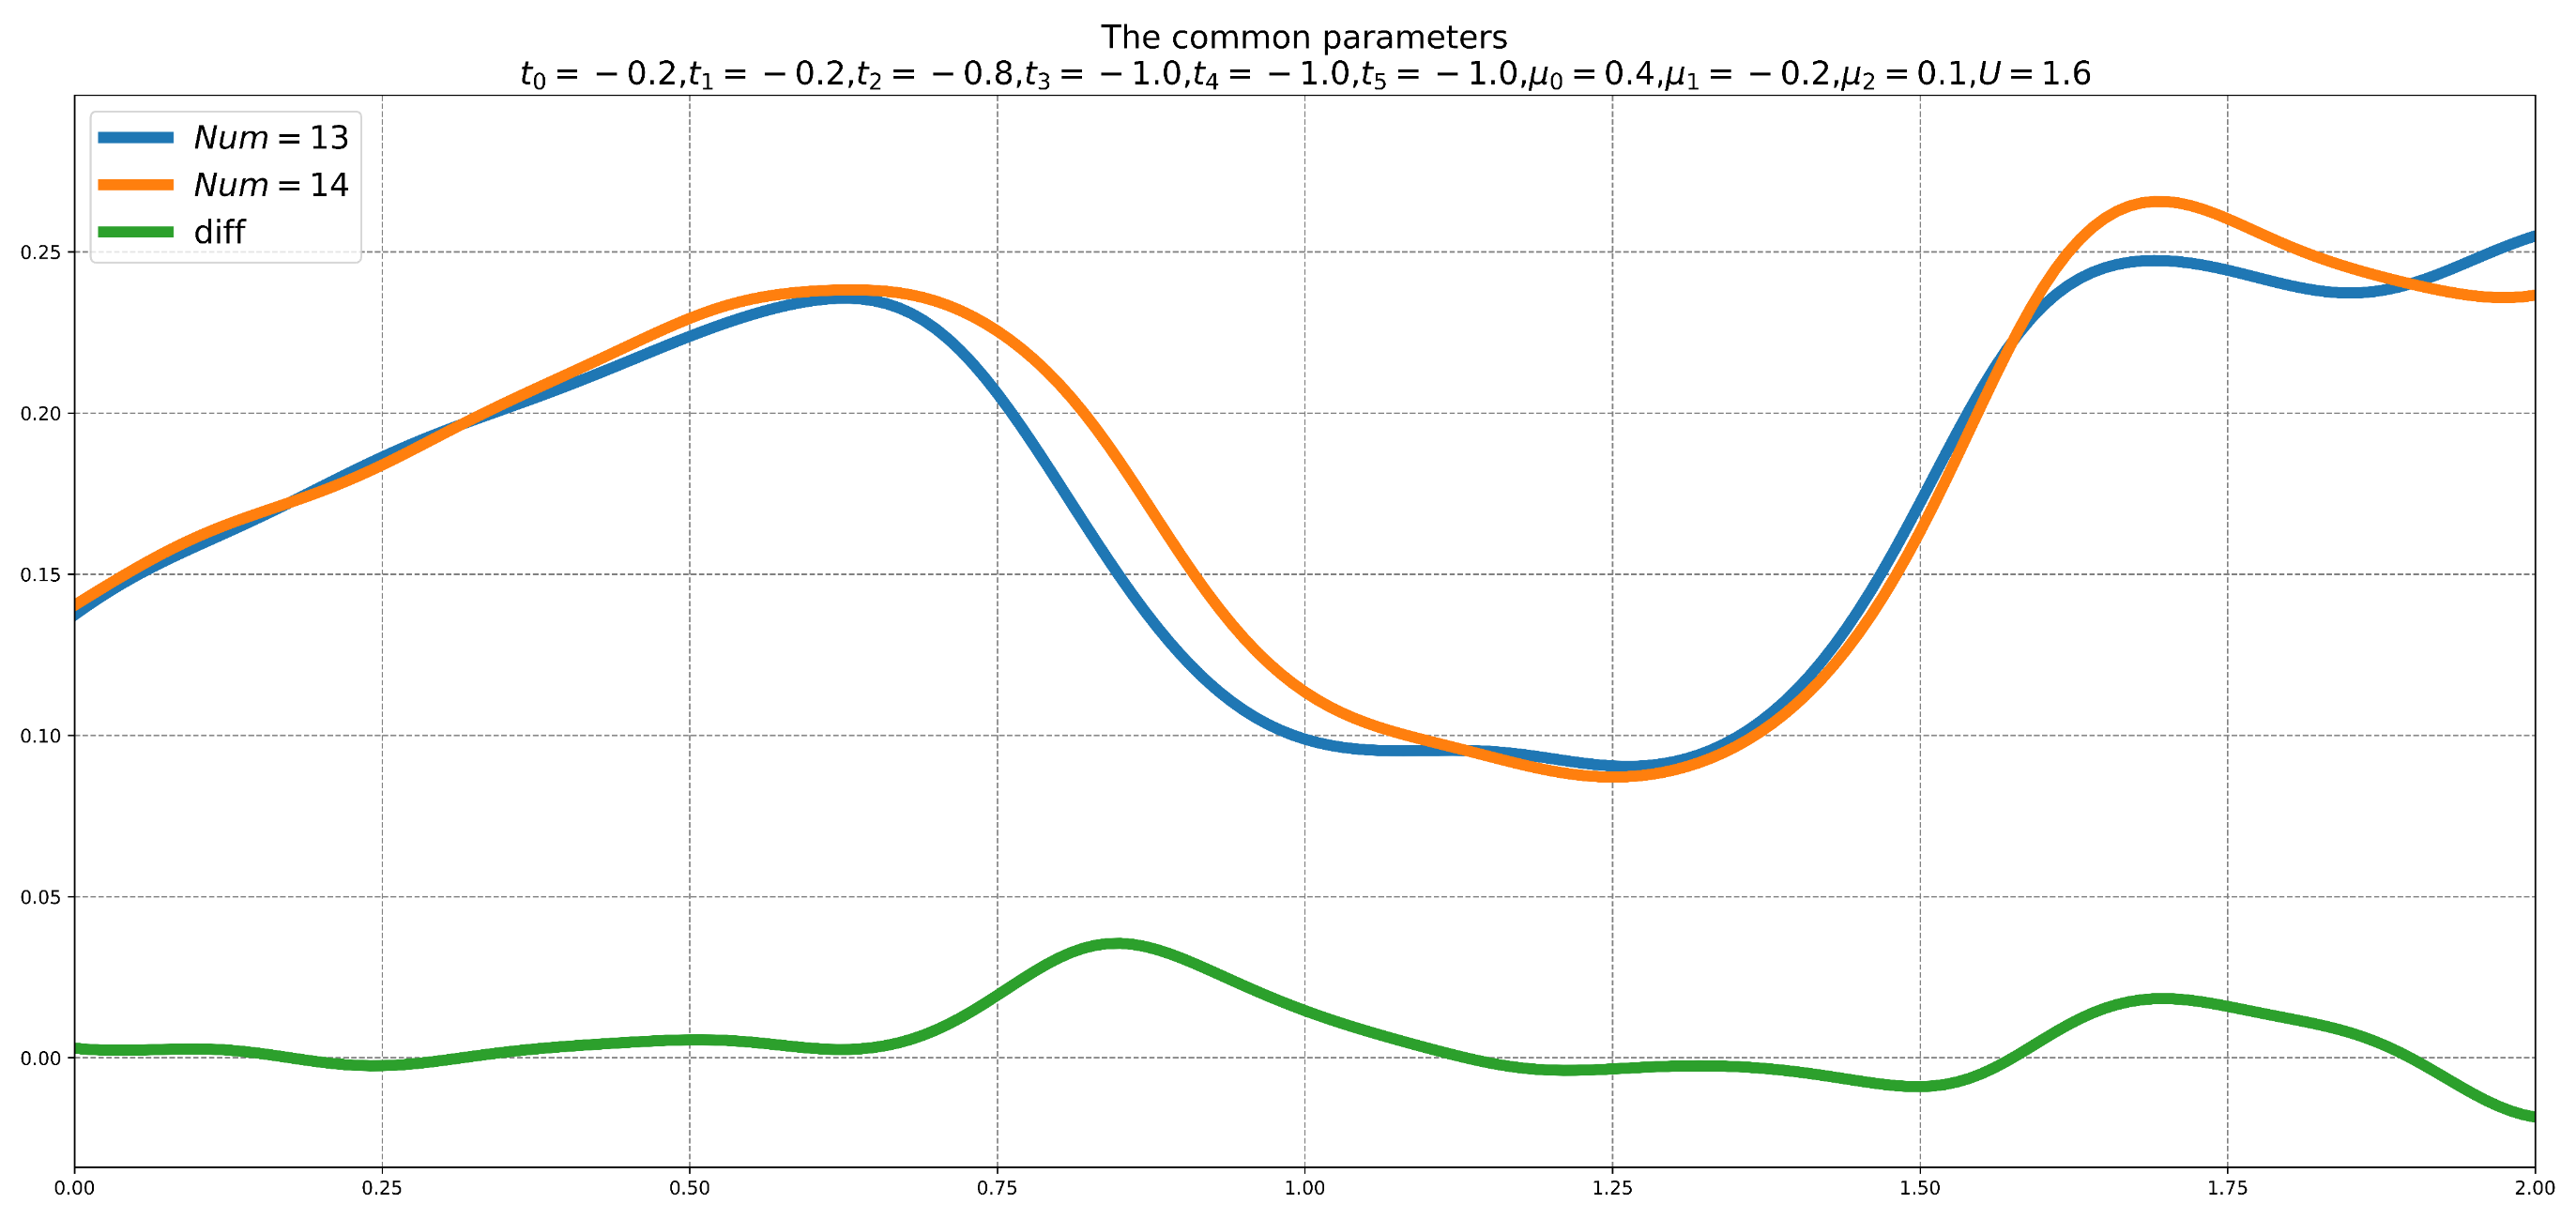 The common parameters
t₀ = −0.2,t₁ = −0.2,t₂ = −0.8,t₃ = −1.0,t₄ = −1.0,t₅ = −1.0,μ₀ = 0.4,μ₁ = −0.2,μ₂ = 0.1,U = 1.6
Num = 13
Num = 14
diff
0.25
0.20
0.15
0.10
0.05
0.00
0.00 0.25 0.50 0.75 1.00 1.25 1.50 1.75 2.00